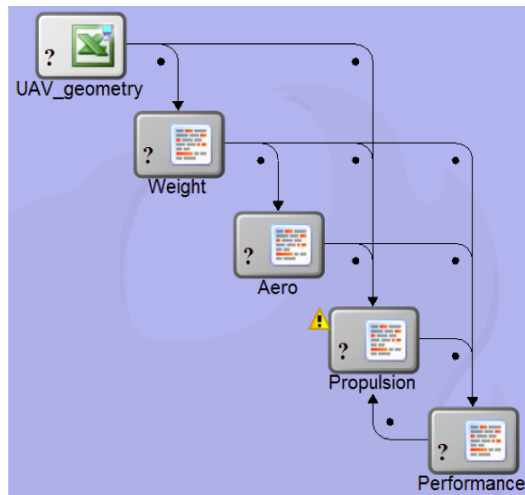 ?
UAV_geometry
?
Weight
?
Aero
?
Propulsion
?
Performance